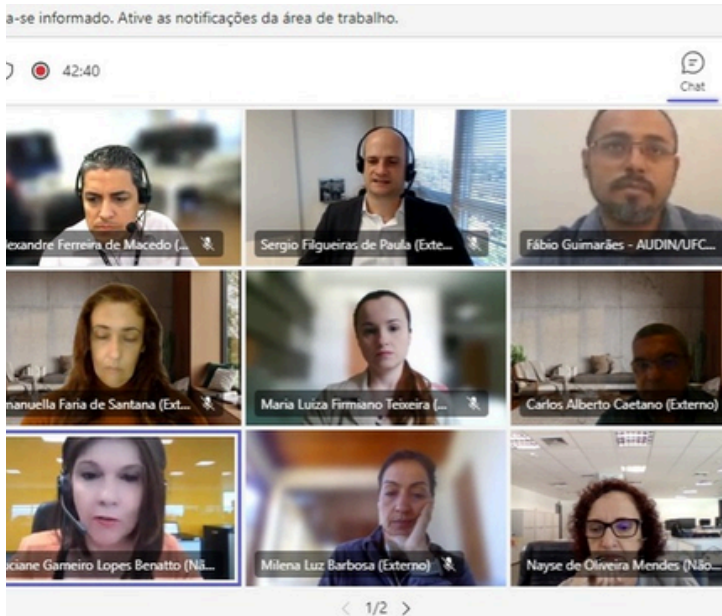 a-se informado. Ative as notificações da área de trabalho.
42:40
Chat
lexandre Ferreira de Macedo (...
Sergio Filgueiras de Paula (Exte...
Fábio Guimarães - AUDIN/UFC...
manuella Faria de Santana (Ext...
Maria Luiza Firmiano Teixeira (...
Carlos Alberto Caetano (Externo)
uciane Gameiro Lopes Benatto (Nã...
Milena Luz Barbosa (Externo)
Nayse de Oliveira Mendes (Não...
1/2